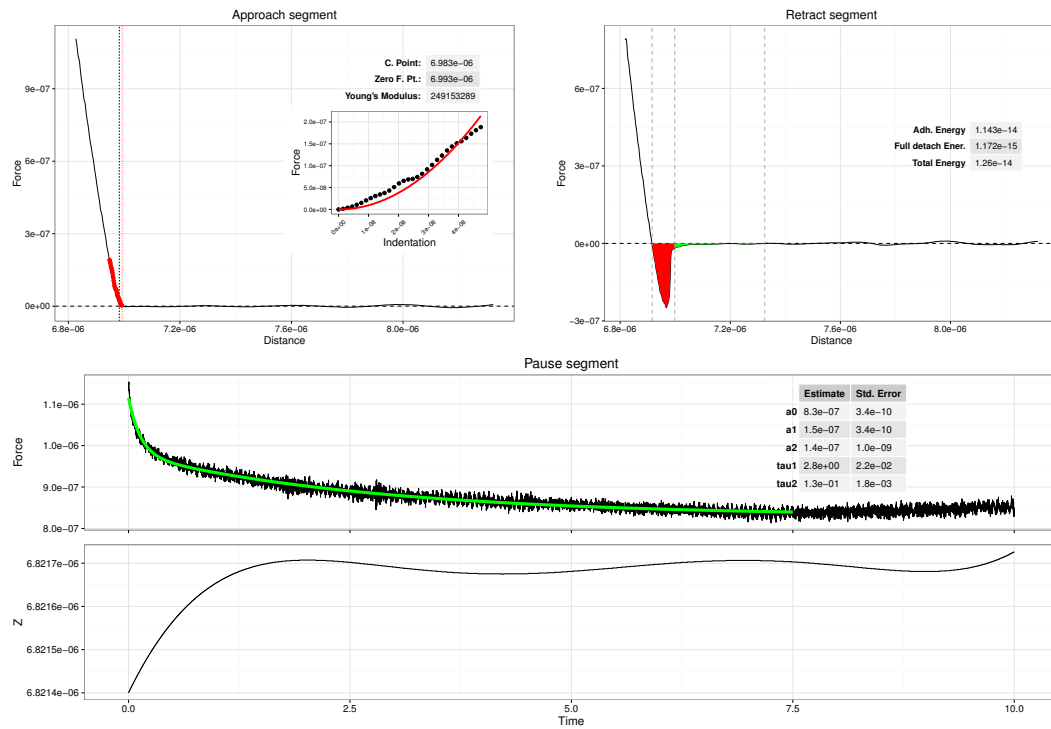 Approach segment
Force
9e-07
6e-07
3e-07
0e+00
6.8e-06 7.2e-06 7.6e-06 8.0e-06
Distance
C. Point: 6.983e-06
Zero F. Pt.: 6.993e-06
Young's Modulus: 249153289
Force
2.0e-07
1.5e-07
1.0e-07
5.0e-08
0.0e+00
0e+00 1e-08 2e-08 3e-08 4e-08
Indentation
Retract segment
Force
6e-07
3e-07
0e+00
−3e-07
6.8e-06 7.2e-06 7.6e-06 8.0e-06
Distance
Adh. Energy 1.143e-14
Full detach Ener. 1.172e-15
Total Energy 1.26e-14
Pause segment
Force
1.1e-06
1.0e-06
9.0e-07
8.0e-07
Estimate Std. Error
a0 8.3e-07 3.4e-10
a1 1.5e-07 3.4e-10
a2 1.4e-07 1.0e-09
tau1 2.8e+00 2.2e-02
tau2 1.3e-01 1.8e-03
Z
6.8217e-06
6.8216e-06
6.8215e-06
6.8214e-06
0.0 2.5 5.0 7.5 10.0
Time